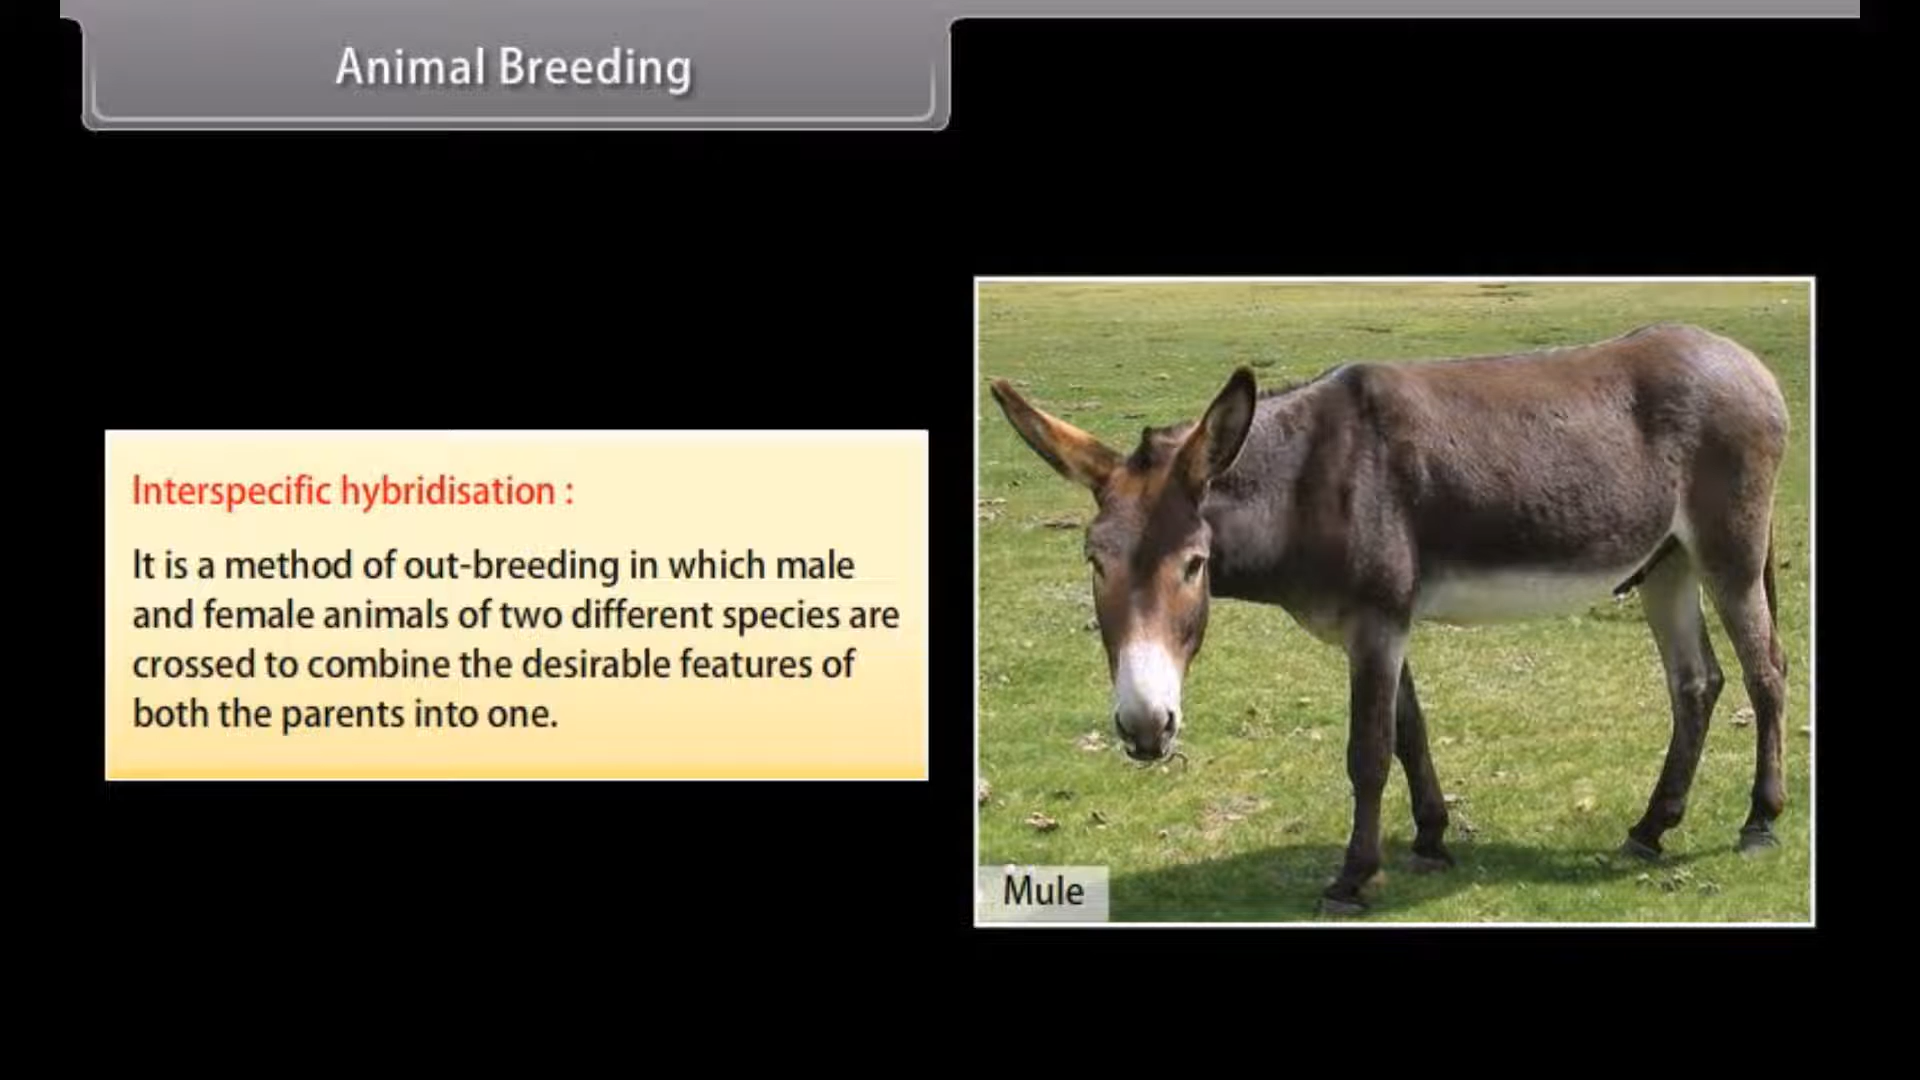 Animal Breeding
Interspecific hybridisation :
It is a method of out-breeding in which male
and female animals of two different species are
crossed to combine the desirable features of
both the parents into one.
Mule